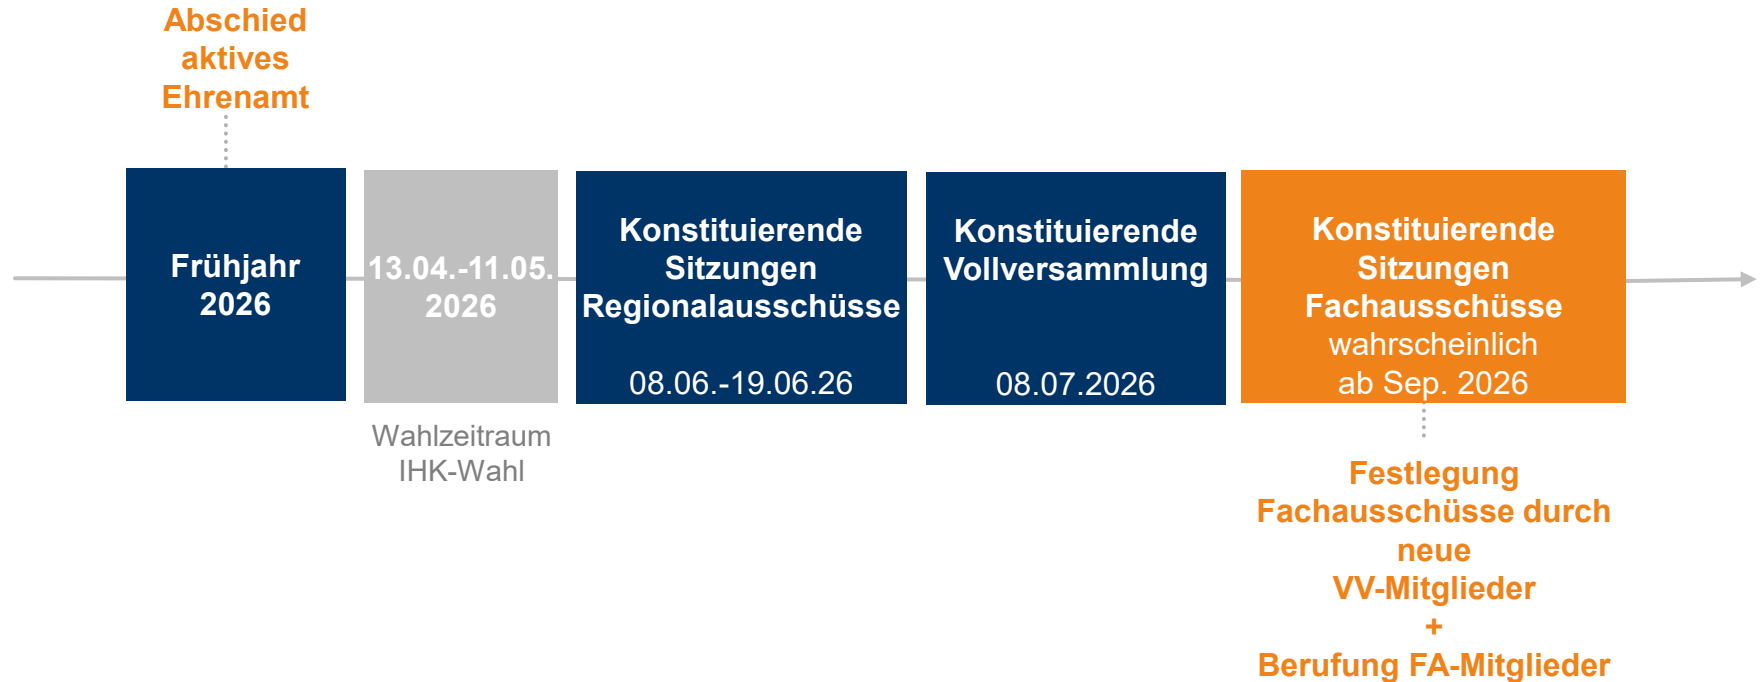 Abschied
aktives
Ehrenamt
Frühjahr
2026
13.04.-11.05.
2026
Wahlzeitraum
IHK-Wahl
Konstituierende
Sitzungen
Regionalausschüsse
08.06.-19.06.26
Konstituierende
Vollversammlung
08.07.2026
Konstituierende
Sitzungen
Fachausschüsse
wahrscheinlich
ab Sep. 2026
Festlegung
Fachausschüsse durch
neue
VV-Mitglieder
+
Berufung FA-Mitglieder